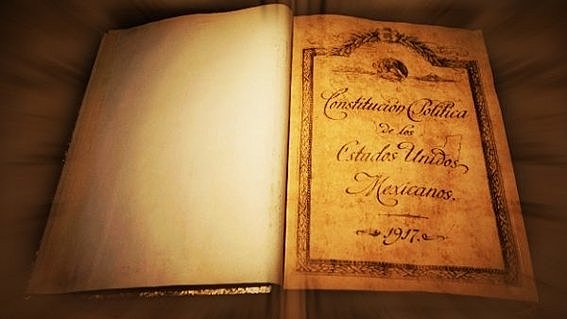 Constitución Política
de los
Estados Unidos
Mexicanos.
1917.